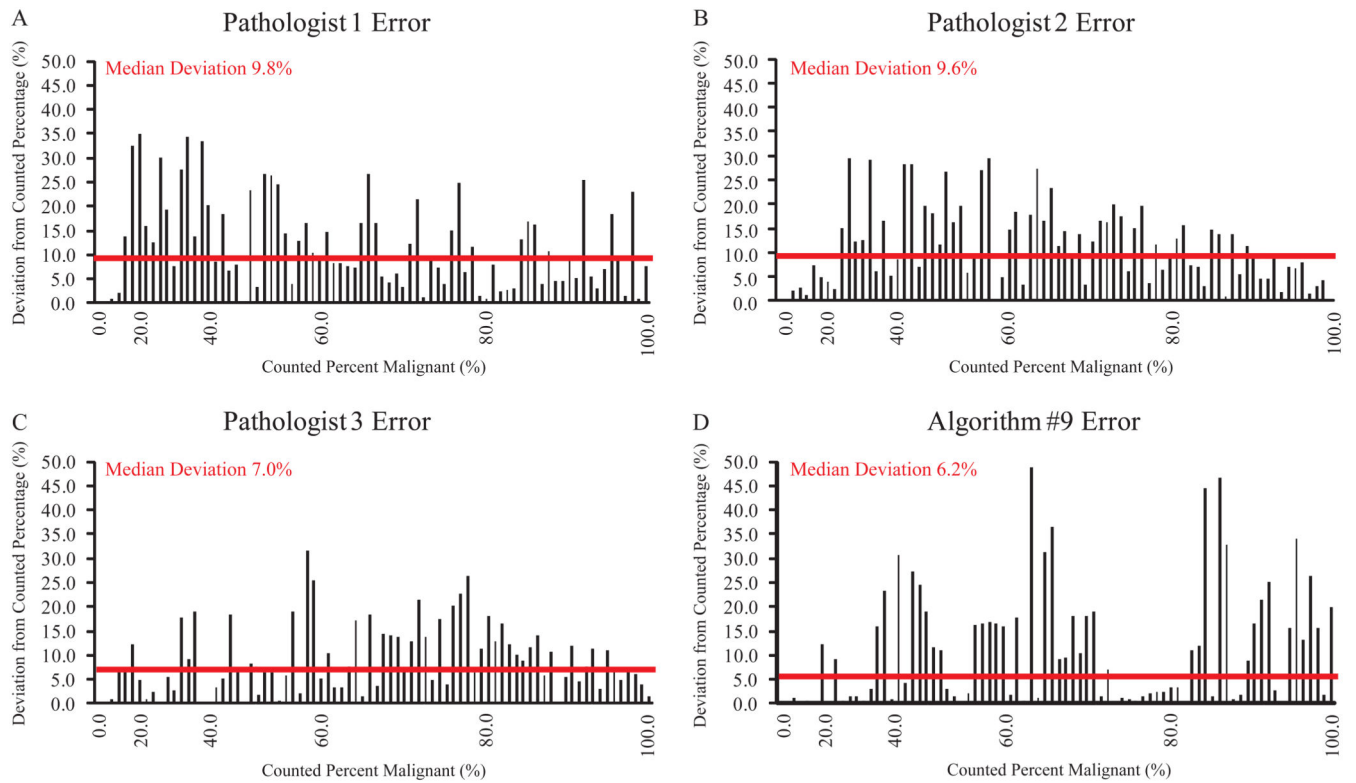 A
Pathologist 1 Error
Median Deviation 9.8%
Deviation from Counted Percentage (%)
50.0
45.0
40.0
35.0
30.0
25.0
20.0
15.0
10.0
5.0
0.0
0.0 20.0 40.0 60.0 80.0 100.0
Counted Percent Malignant (%)
B
Pathologist 2 Error
Median Deviation 9.6%
Deviation from Counted Percentage (%)
50.0
45.0
40.0
35.0
30.0
25.0
20.0
15.0
10.0
5.0
0.0
0.0 20.0 40.0 60.0 80.0 100.0
Counted Percent Malignant (%)
C
Pathologist 3 Error
Median Deviation 7.0%
Deviation from Counted Percentage (%)
50.0
45.0
40.0
35.0
30.0
25.0
20.0
15.0
10.0
5.0
0.0
0.0 20.0 40.0 60.0 80.0 100.0
Counted Percent Malignant (%)
D
Algorithm #9 Error
Median Deviation 6.2%
Deviation from Counted Percentage (%)
50.0
45.0
40.0
35.0
30.0
25.0
20.0
15.0
10.0
5.0
0.0
0.0 20.0 40.0 60.0 80.0 100.0
Counted Percent Malignant (%)